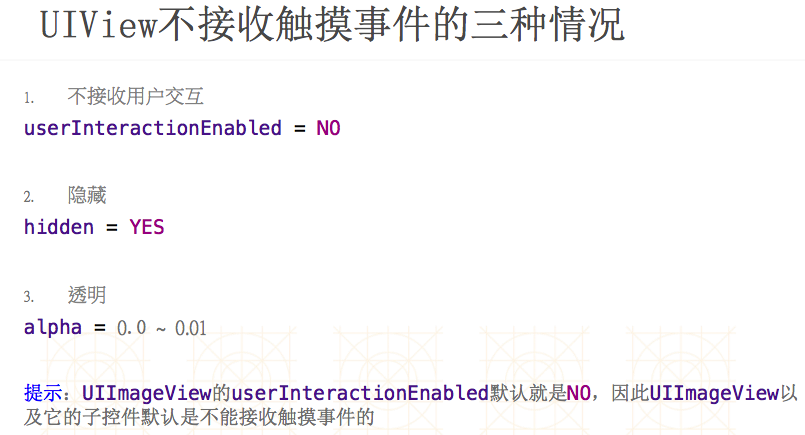 UIView不接收触摸事件的三种情况
1. 不接收用户交互
userInteractionEnabled = NO
2. 隐藏
hidden = YES
3. 透明
alpha = 0.0 ~ 0.01
提示：UIImageView的userInteractionEnabled默认就是NO，因此UIImageView以
及它的子控件默认是不能接收触摸事件的